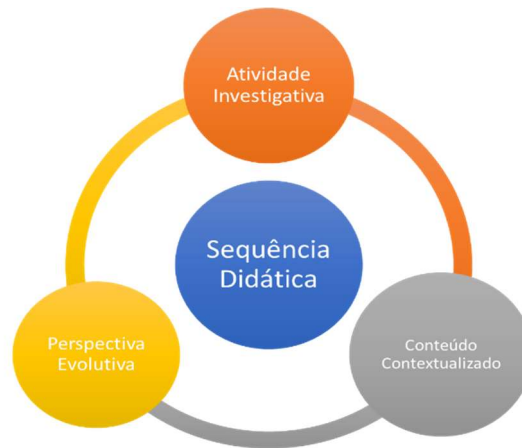 Atividade
Investigativa
Sequência
Didática
Perspectiva
Evolutiva
Conteúdo
Contextualizado